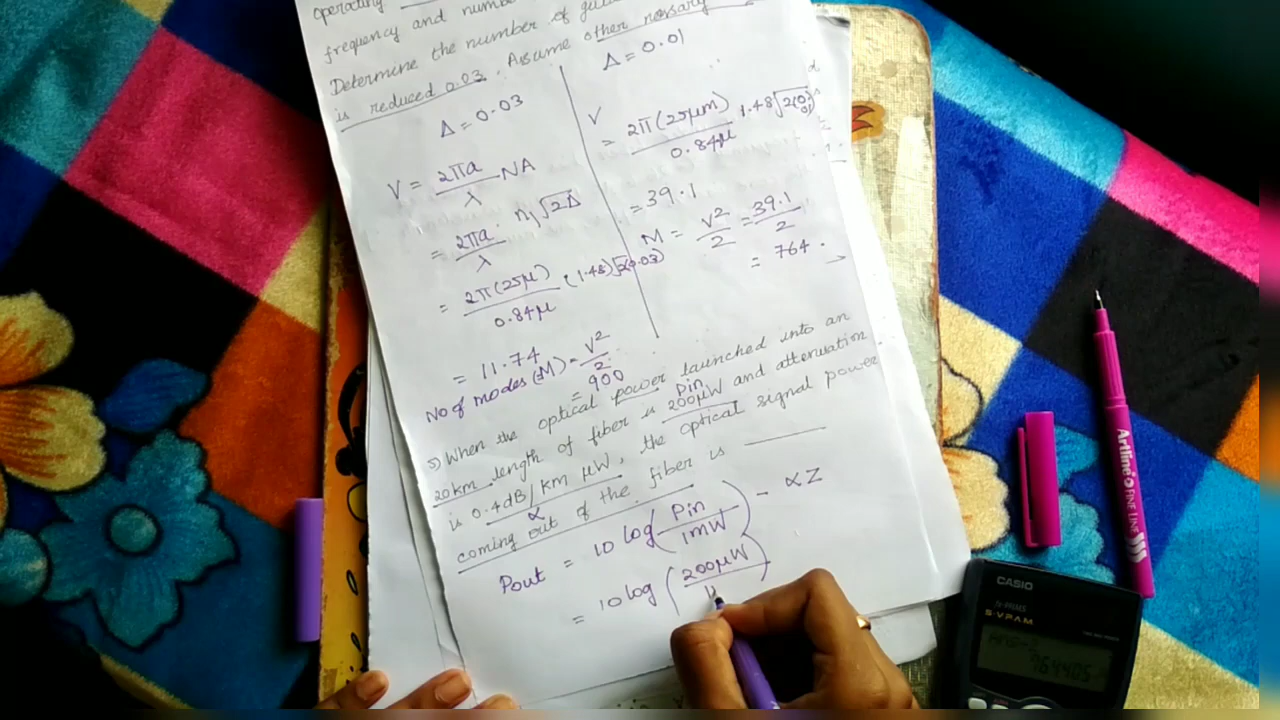 operating
frequency and
Determine the number of
is reduced 0.03. Assume other
Δ = 0.03
V = 2πa/λ NA
= 2πa/λ n₁√2Δ
= 2π(25μ)/0.84μ (1.48)√2(0.03)
= 11.74
No of modes (M) = V²/2
= 900
Δ = 0.01
V
= 2π(25μm)/0.84μ 1.48√2(0.01)
= 39.1
M = V²/2 = 39.1/2
= 764.
5) When the optical power launched into an
Pin
20km length of fiber is 200μW and attenuation
is 0.4dB/km μW, the optical signal power
α
coming out of the fiber is
Pout = 10 log(Pin/1mW) - αZ
= 10 log (200μW
Artline
FINE LINER
CASIO
S-V.P.A.M.